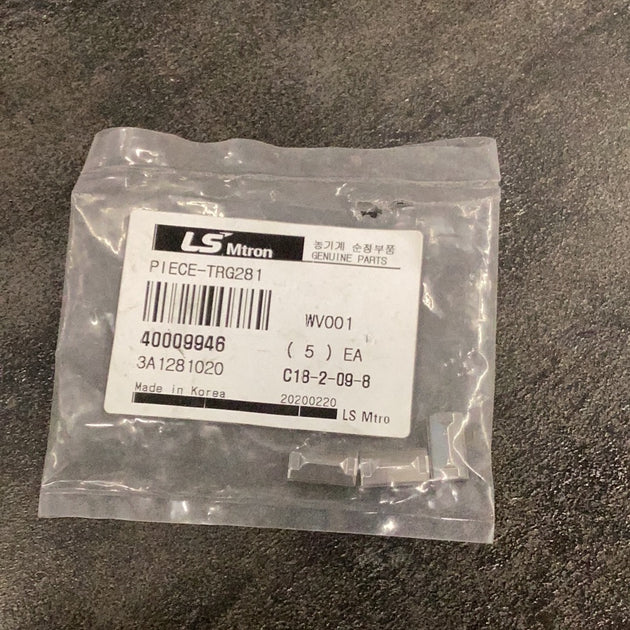 LS Mtron
농기계 순정부품
GENUINE PARTS
PIECE-TRG281
WV001
40009946
( 5 ) EA
3A1281020
C18-2-09-8
Made in Korea
20200220
LS Mtro